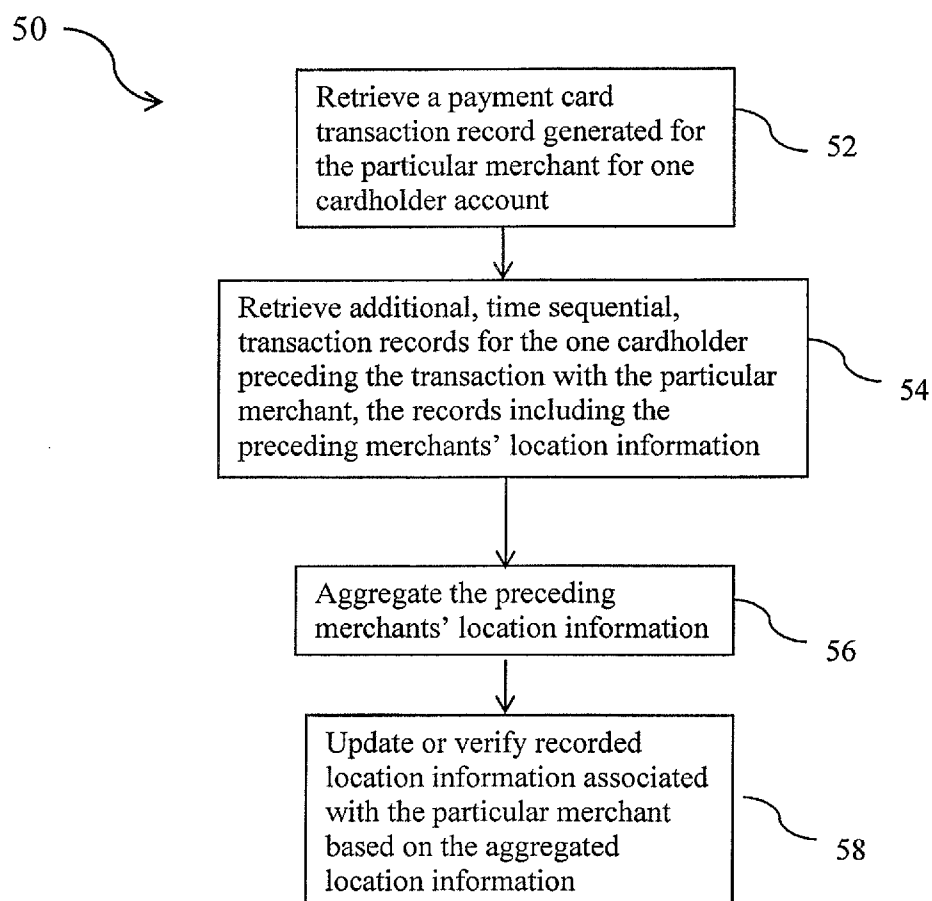 50
Retrieve a payment card
transaction record generated for
the particular merchant for one
cardholder account
52
Retrieve additional, time sequential,
transaction records for the one cardholder
preceding the transaction with the particular
merchant, the records including the
preceding merchants’ location information
54
Aggregate the preceding
merchants’ location information
56
Update or verify recorded
location information associated
with the particular merchant
based on the aggregated
location information
58